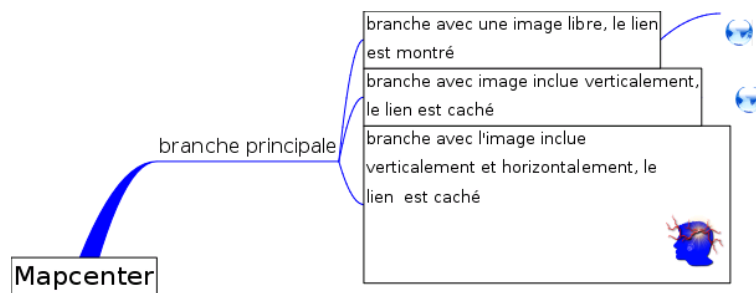 branche avec une image libre, le lien
est montré
branche avec image inclue verticalement,
le lien est caché
branche principale
branche avec l'image inclue
verticalement et horizontalement, le
lien est caché
Mapcenter